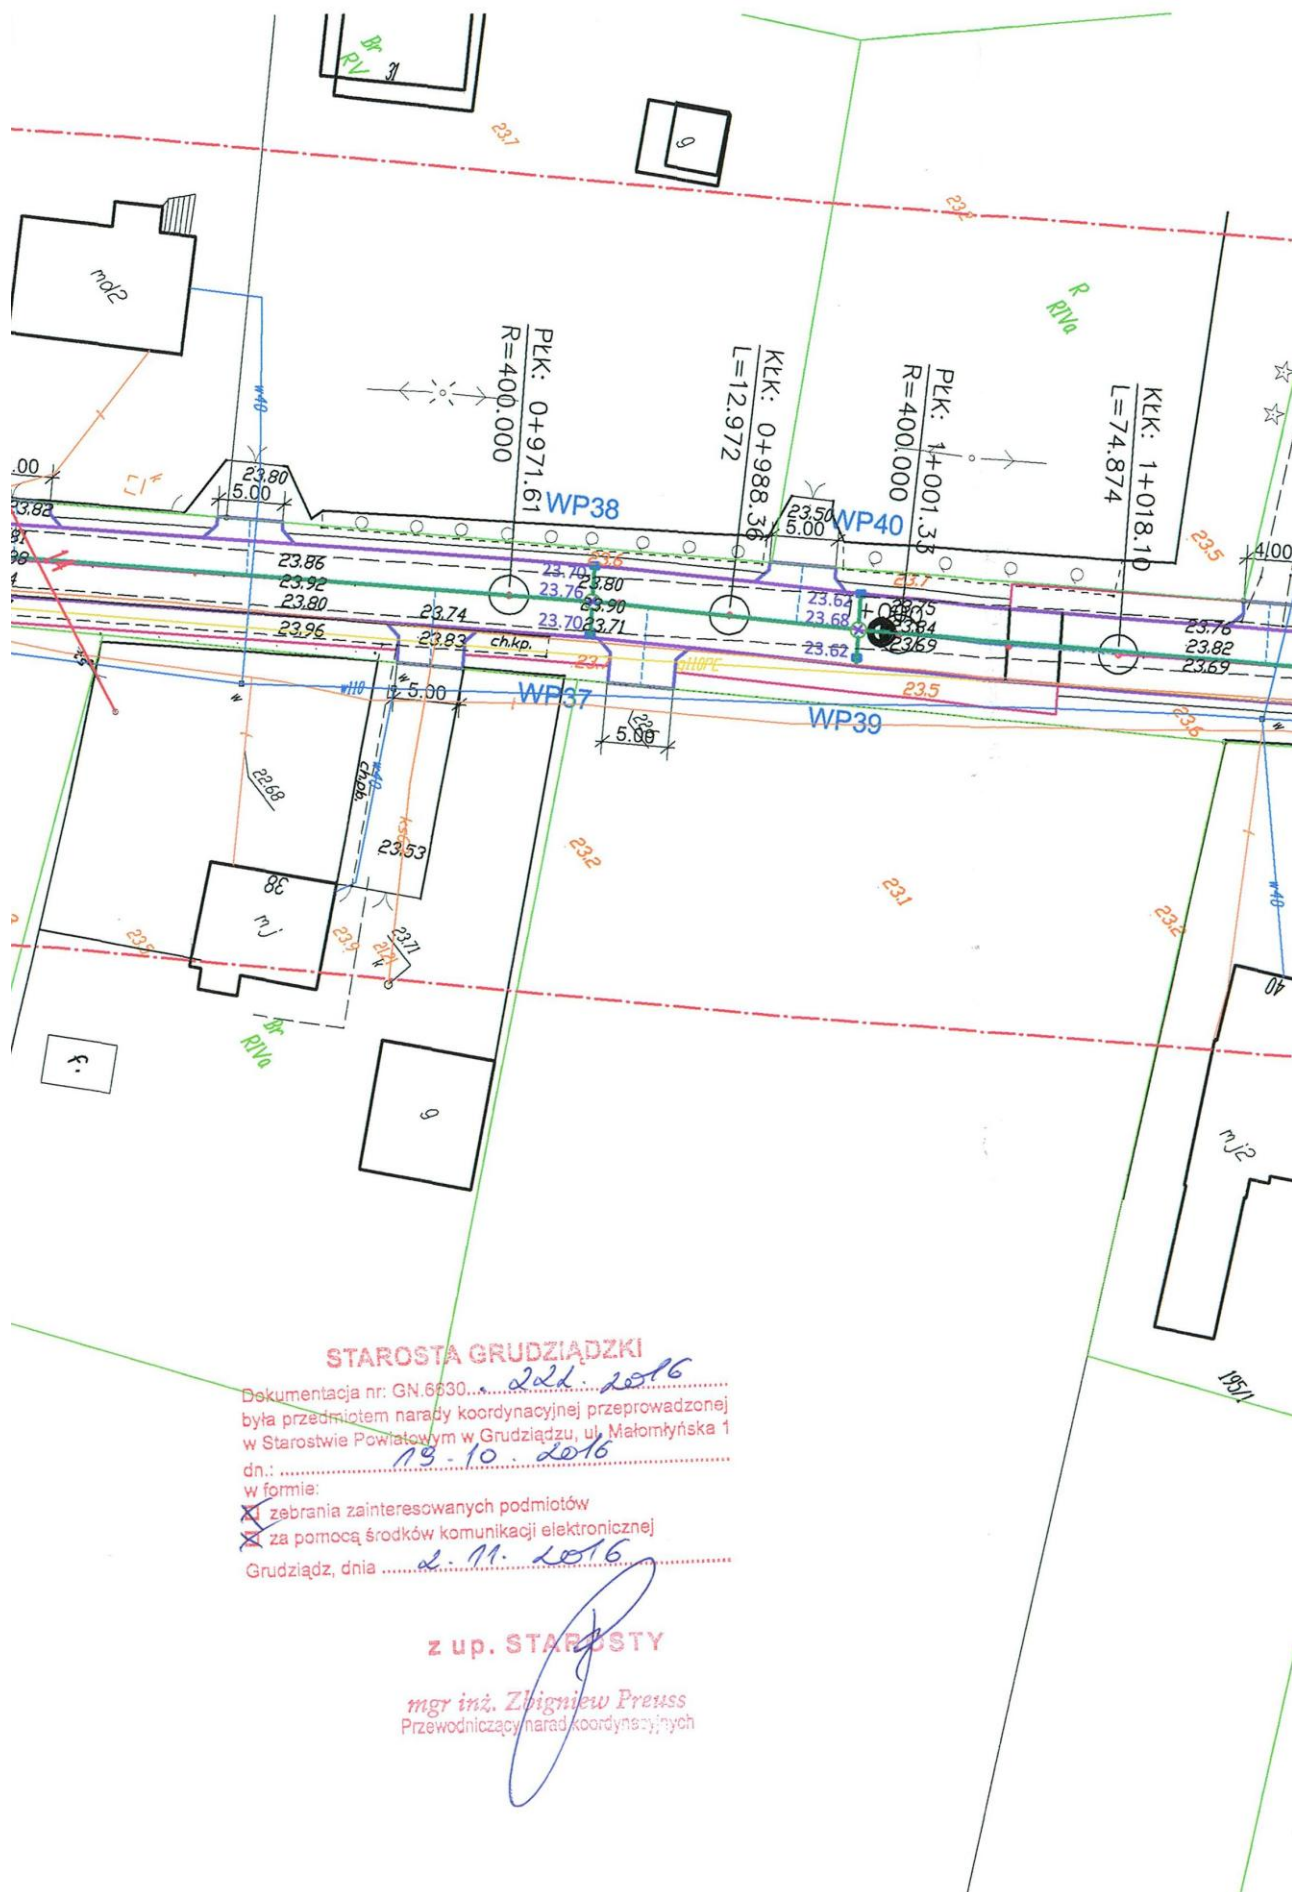 Br
RV
31
23.7
g
23.2
md2
R
RIVa
w40
PŁK: 0+971.61
R=400.000
KŁK: 0+988.36
L=12.972
PŁK: 1+001.33
R=400.000
KŁK: 1+018.10
L=74.874
.00
23.82
23.80
5.00
WP38
23.50
5.00
WP40
23.5
4.00
23.86
23.92
23.80
23.96
23.74
23.83
ch.kp.
23.6
23.70
23.76
23.70
23.80
23.90
23.71
23.7
23.62
23.68
23.62
23.84
23.69
23.76
23.82
23.69
g110PE
23.5
23.6
w110
w
5.00
WP37
5.00
WP39
w
w
22.68
ch.pb.
w40
23.53
38
mj
23.9
23.71
k
23.2
23.1
23.2
w40
40
Br
RIVa
g
mj2
195/1
STAROSTA GRUDZIĄDZKI
Dokumentacja nr: GN.6630. 222. 2016
była przedmiotem narady koordynacyjnej przeprowadzonej
w Starostwie Powiatowym w Grudziądzu, ul. Małomłyńska 1
dn.: 19.10.2016
w formie:
zebrania zainteresowanych podmiotów
za pomocą środków komunikacji elektronicznej
Grudziądz, dnia 2.11.2016
z up. STAROSTY
mgr inż. Zbigniew Preuss
Przewodniczący narad koordynacyjnych